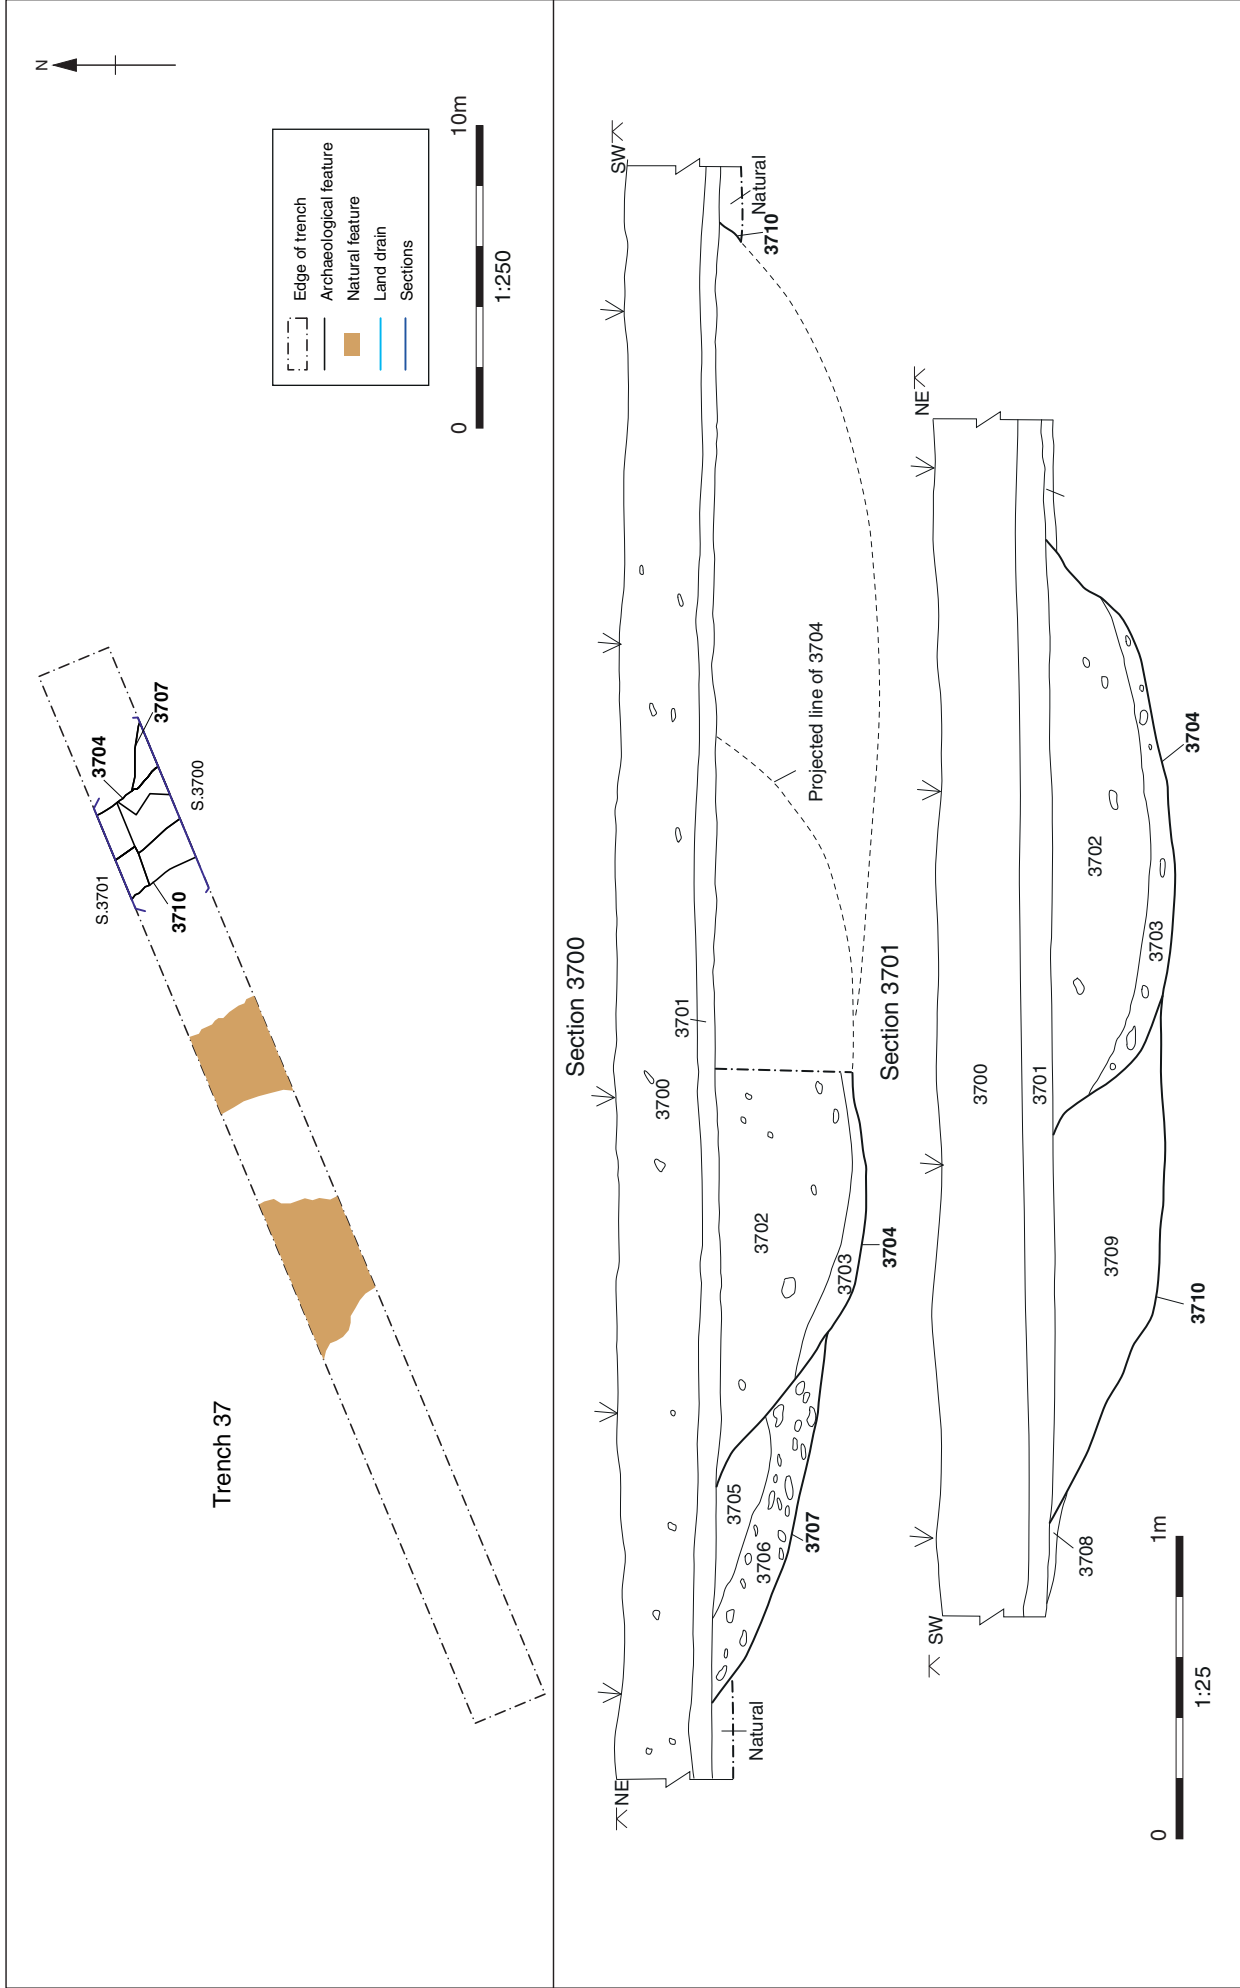 Trench 37
N
S.3701
3704
3707
3710
S.3700
Edge of trench
Archaeological feature
Natural feature
Land drain
Sections
0
10m
1:250
Section 3700
NE
SW
3700
3701
3702
3703
3704
3705
3706
3707
Natural
Projected line of 3704
3710
Natural
Section 3701
SW
NE
3700
3701
3702
3703
3704
3708
3709
3710
0
1m
1:25